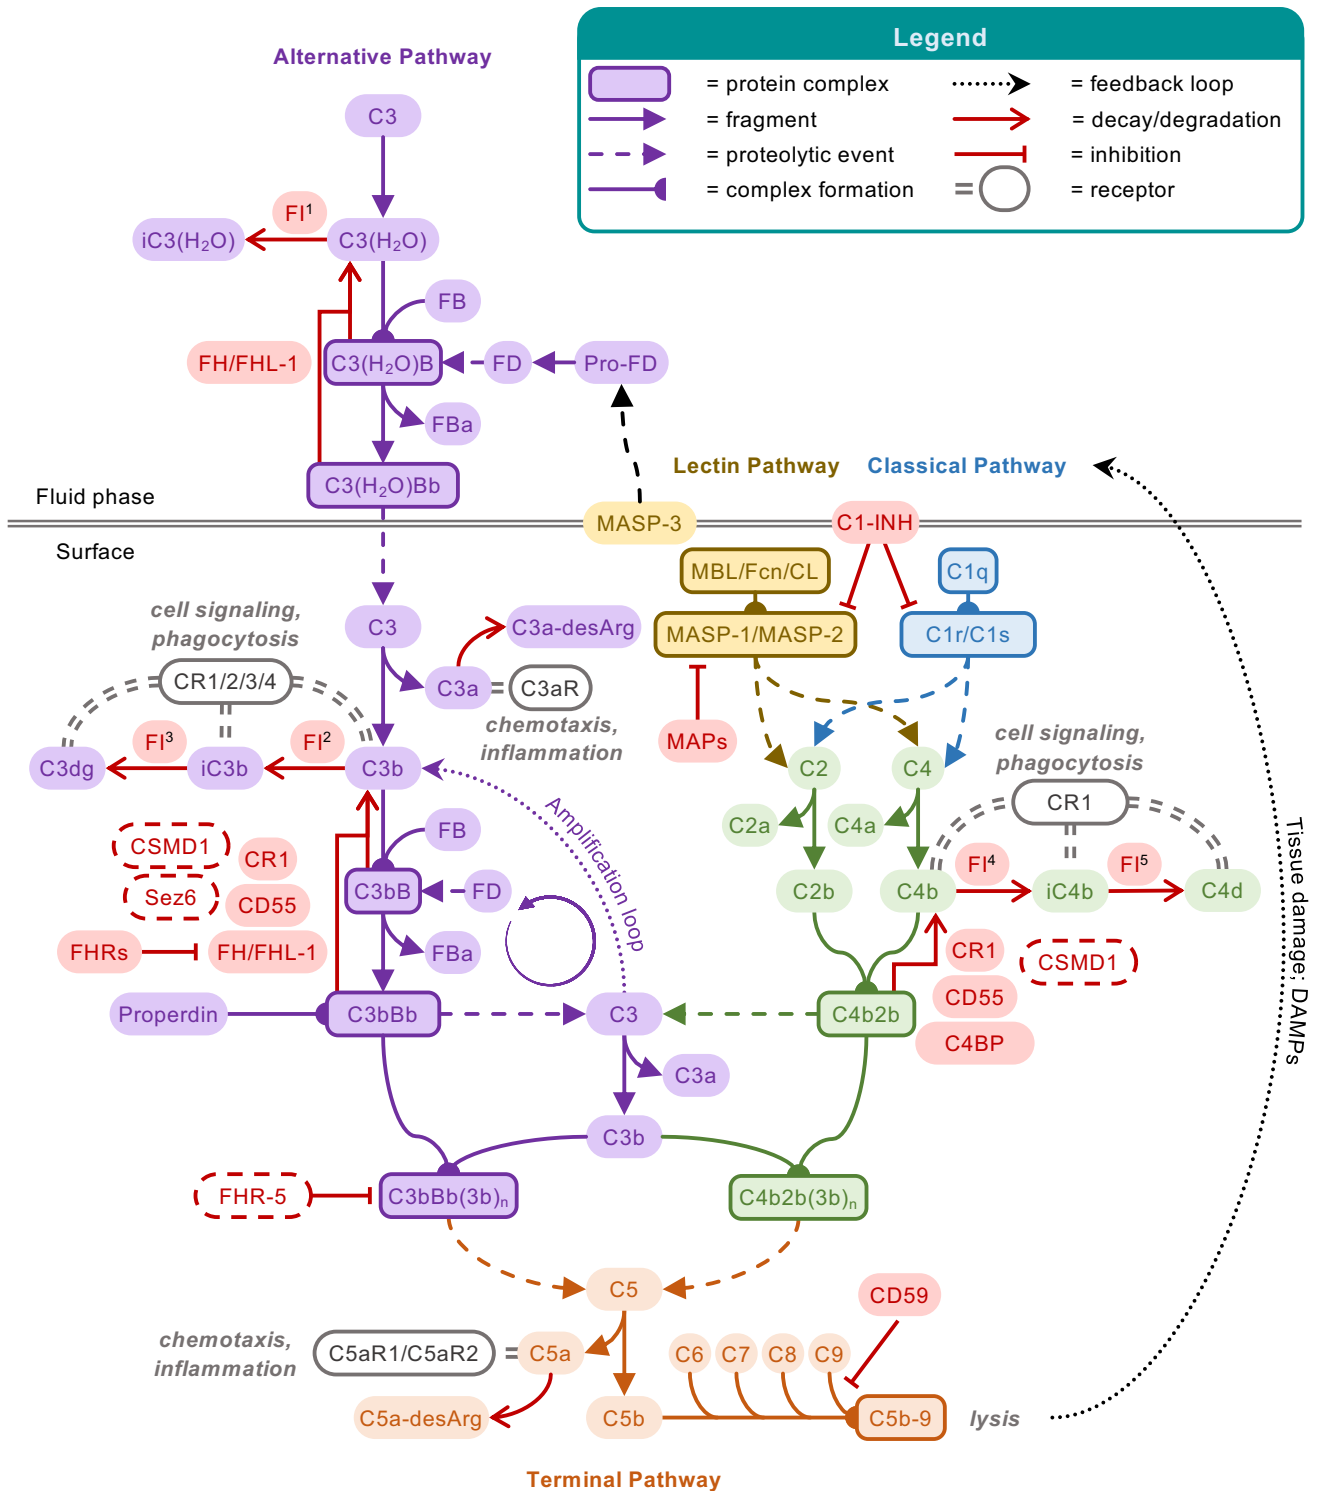 Legend
= protein complex
= feedback loop
= fragment
= decay/degradation
= proteolytic event
= inhibition
= complex formation
= receptor
Alternative Pathway
C3
FI¹
iC3(H₂O)
C3(H₂O)
FB
FH/FHL-1
C3(H₂O)B
FD
Pro-FD
FBa
Lectin Pathway
Classical Pathway
C3(H₂O)Bb
Fluid phase
MASP-3
C1-INH
Surface
MBL/Fcn/CL
C1q
cell signaling,
phagocytosis
C3
C3a-desArg
MASP-1/MASP-2
C1r/C1s
CR1/2/3/4
C3a
C3aR
chemotaxis,
inflammation
MAPs
cell signaling,
phagocytosis
FI³
FI²
C3dg
iC3b
C3b
C2
C4
CR1
Amplification loop
C2a
C4a
FB
CSMD1
CR1
Sez6
CD55
C3bB
FD
C2b
C4b
FI⁴
iC4b
FI⁵
C4d
FHRs
FH/FHL-1
FBa
CR1
CSMD1
CD55
C4BP
Properdin
C3bBb
C3
C4b2b
Tissue damage; DAMPs
C3a
C3b
FHR-5
C3bBb(3b)ₙ
C4b2b(3b)ₙ
C5
CD59
chemotaxis,
inflammation
C5aR1/C5aR2
C5a
C6
C7
C8
C9
C5a-desArg
C5b
C5b-9
lysis
Terminal Pathway